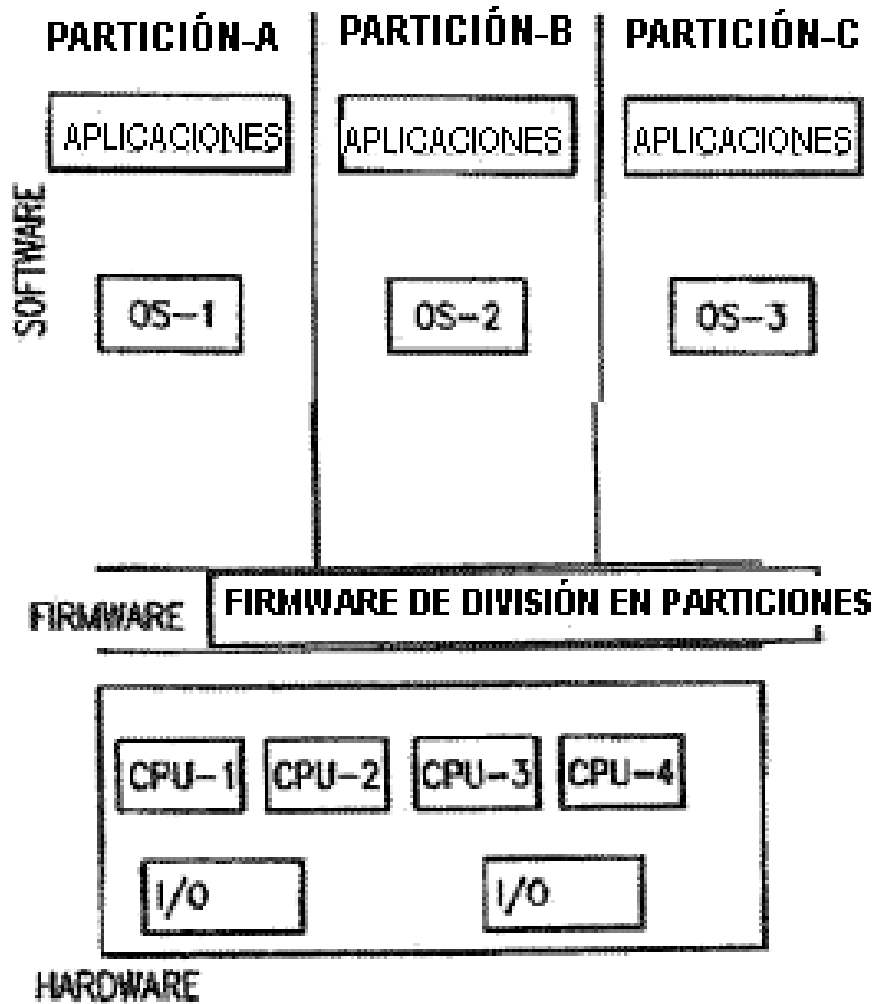 PARTICIÓN-A PARTICIÓN-B PARTICIÓN-C
APLICACIONES APLICACIONES APLICACIONES
SOFTWARE
OS-1 OS-2 OS-3
FIRMWARE FIRMWARE DE DIVISIÓN EN PARTICIONES
CPU-1 CPU-2 CPU-3 CPU-4
I/O I/O
HARDWARE